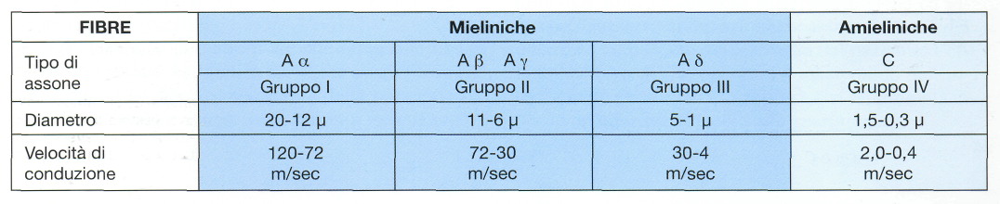 FIBRE Mieliniche Amieliniche
Tipo di assone A α A β A γ A δ C
Gruppo I Gruppo II Gruppo III Gruppo IV
Diametro 20-12 µ 11-6 µ 5-1 µ 1,5-0,3 µ
Velocità di conduzione 120-72 m/sec 72-30 m/sec 30-4 m/sec 2,0-0,4 m/sec